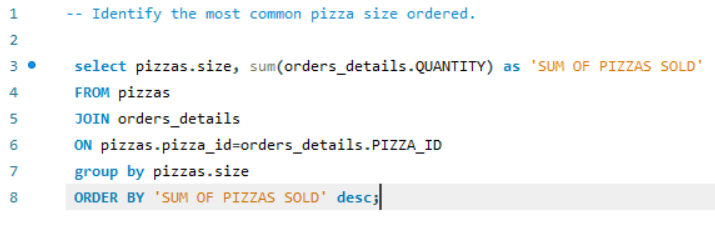 1 -- Identify the most common pizza size ordered.
2
3 select pizzas.size, sum(orders_details.QUANTITY) as 'SUM OF PIZZAS SOLD'
4 FROM pizzas
5 JOIN orders_details
6 ON pizzas.pizza_id=orders_details.PIZZA_ID
7 group by pizzas.size
8 ORDER BY 'SUM OF PIZZAS SOLD' desc;